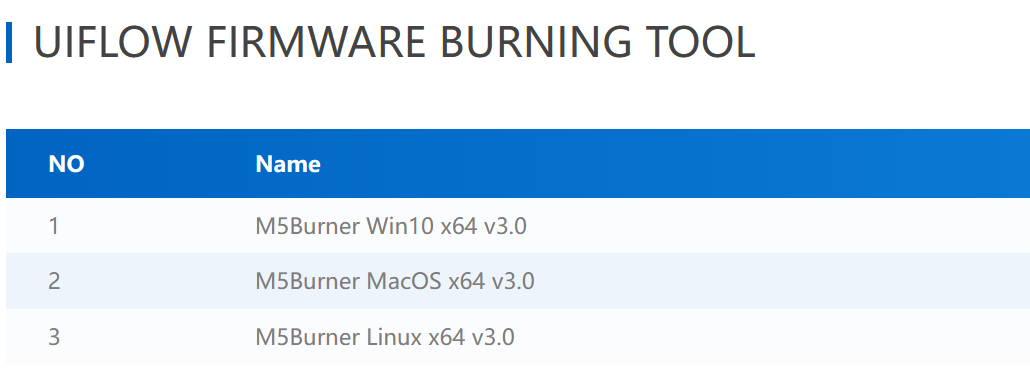 UIFLOW FIRMWARE BURNING TOOL
NO Name
1 M5Burner Win10 x64 v3.0
2 M5Burner MacOS x64 v3.0
3 M5Burner Linux x64 v3.0